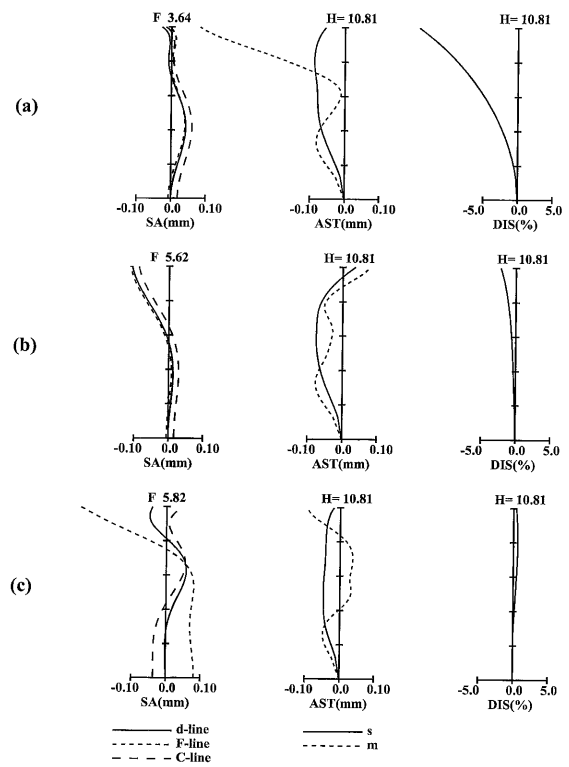 F 3.64 H= 10.81 H= 10.81
(a)
-0.10 0.0 0.10 -0.10 0.0 0.10 -5.0 0.0 5.0
SA(mm) AST(mm) DIS(%)
F 5.62 H= 10.81 H= 10.81
(b)
-0.10 0.0 0.10 -0.10 0.0 0.10 -5.0 0.0 5.0
SA(mm) AST(mm) DIS(%)
F 5.82 H= 10.81 H= 10.81
(c)
-0.10 0.0 0.10 -0.10 0.0 0.10 -5.0 0.0 5.0
SA(mm) AST(mm) DIS(%)
d-line s
F-line m
C-line